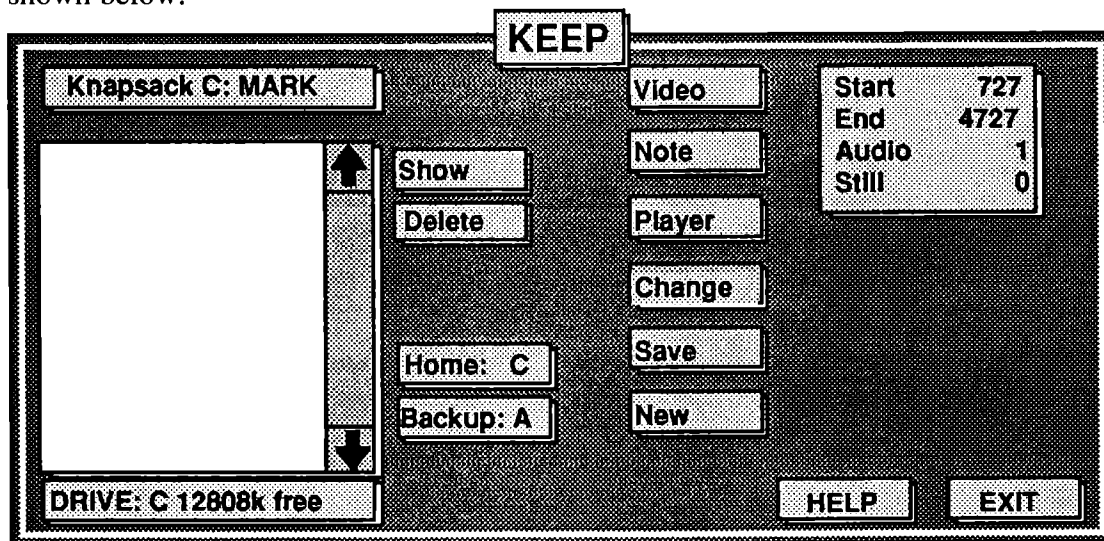 shown below:
KEEP
Knapsack C: MARK
Show
Delete
Home: C
Backup: A
DRIVE: C 12808k free
Video
Note
Player
Change
Save
New
Start 727
End 4727
Audio 1
Still 0
HELP
EXIT